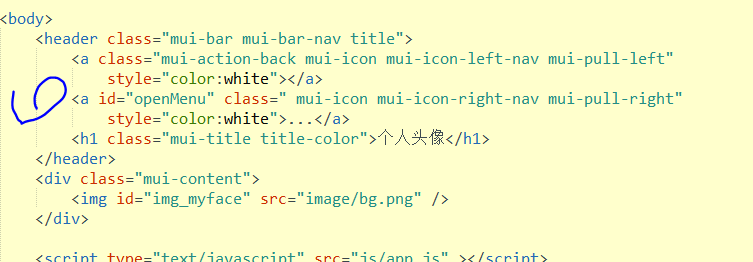 <body>
<header class="mui-bar mui-bar-nav title">
<a class="mui-action-back mui-icon mui-icon-left-nav mui-pull-left"
style="color:white"></a>
<a id="openMenu" class=" mui-icon mui-icon-right-nav mui-pull-right"
style="color:white">...</a>
<h1 class="mui-title title-color">个人头像</h1>
</header>
<div class="mui-content">
<img id="img_myface" src="image/bg.png" />
</div>
<script type="text/javascript" src="js/app.js" ></script>